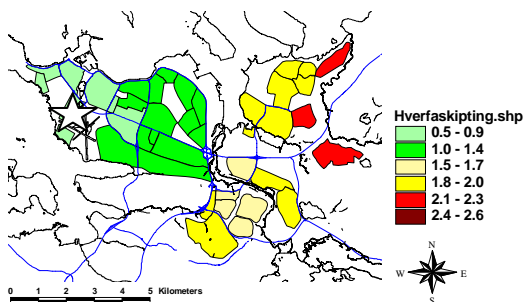 Hverfaskipting.shp
0.5 - 0.9
1.0 - 1.4
1.5 - 1.7
1.8 - 2.0
2.1 - 2.3
2.4 - 2.6
N
W E
S
0 1 2 3 4 5 Kilometers